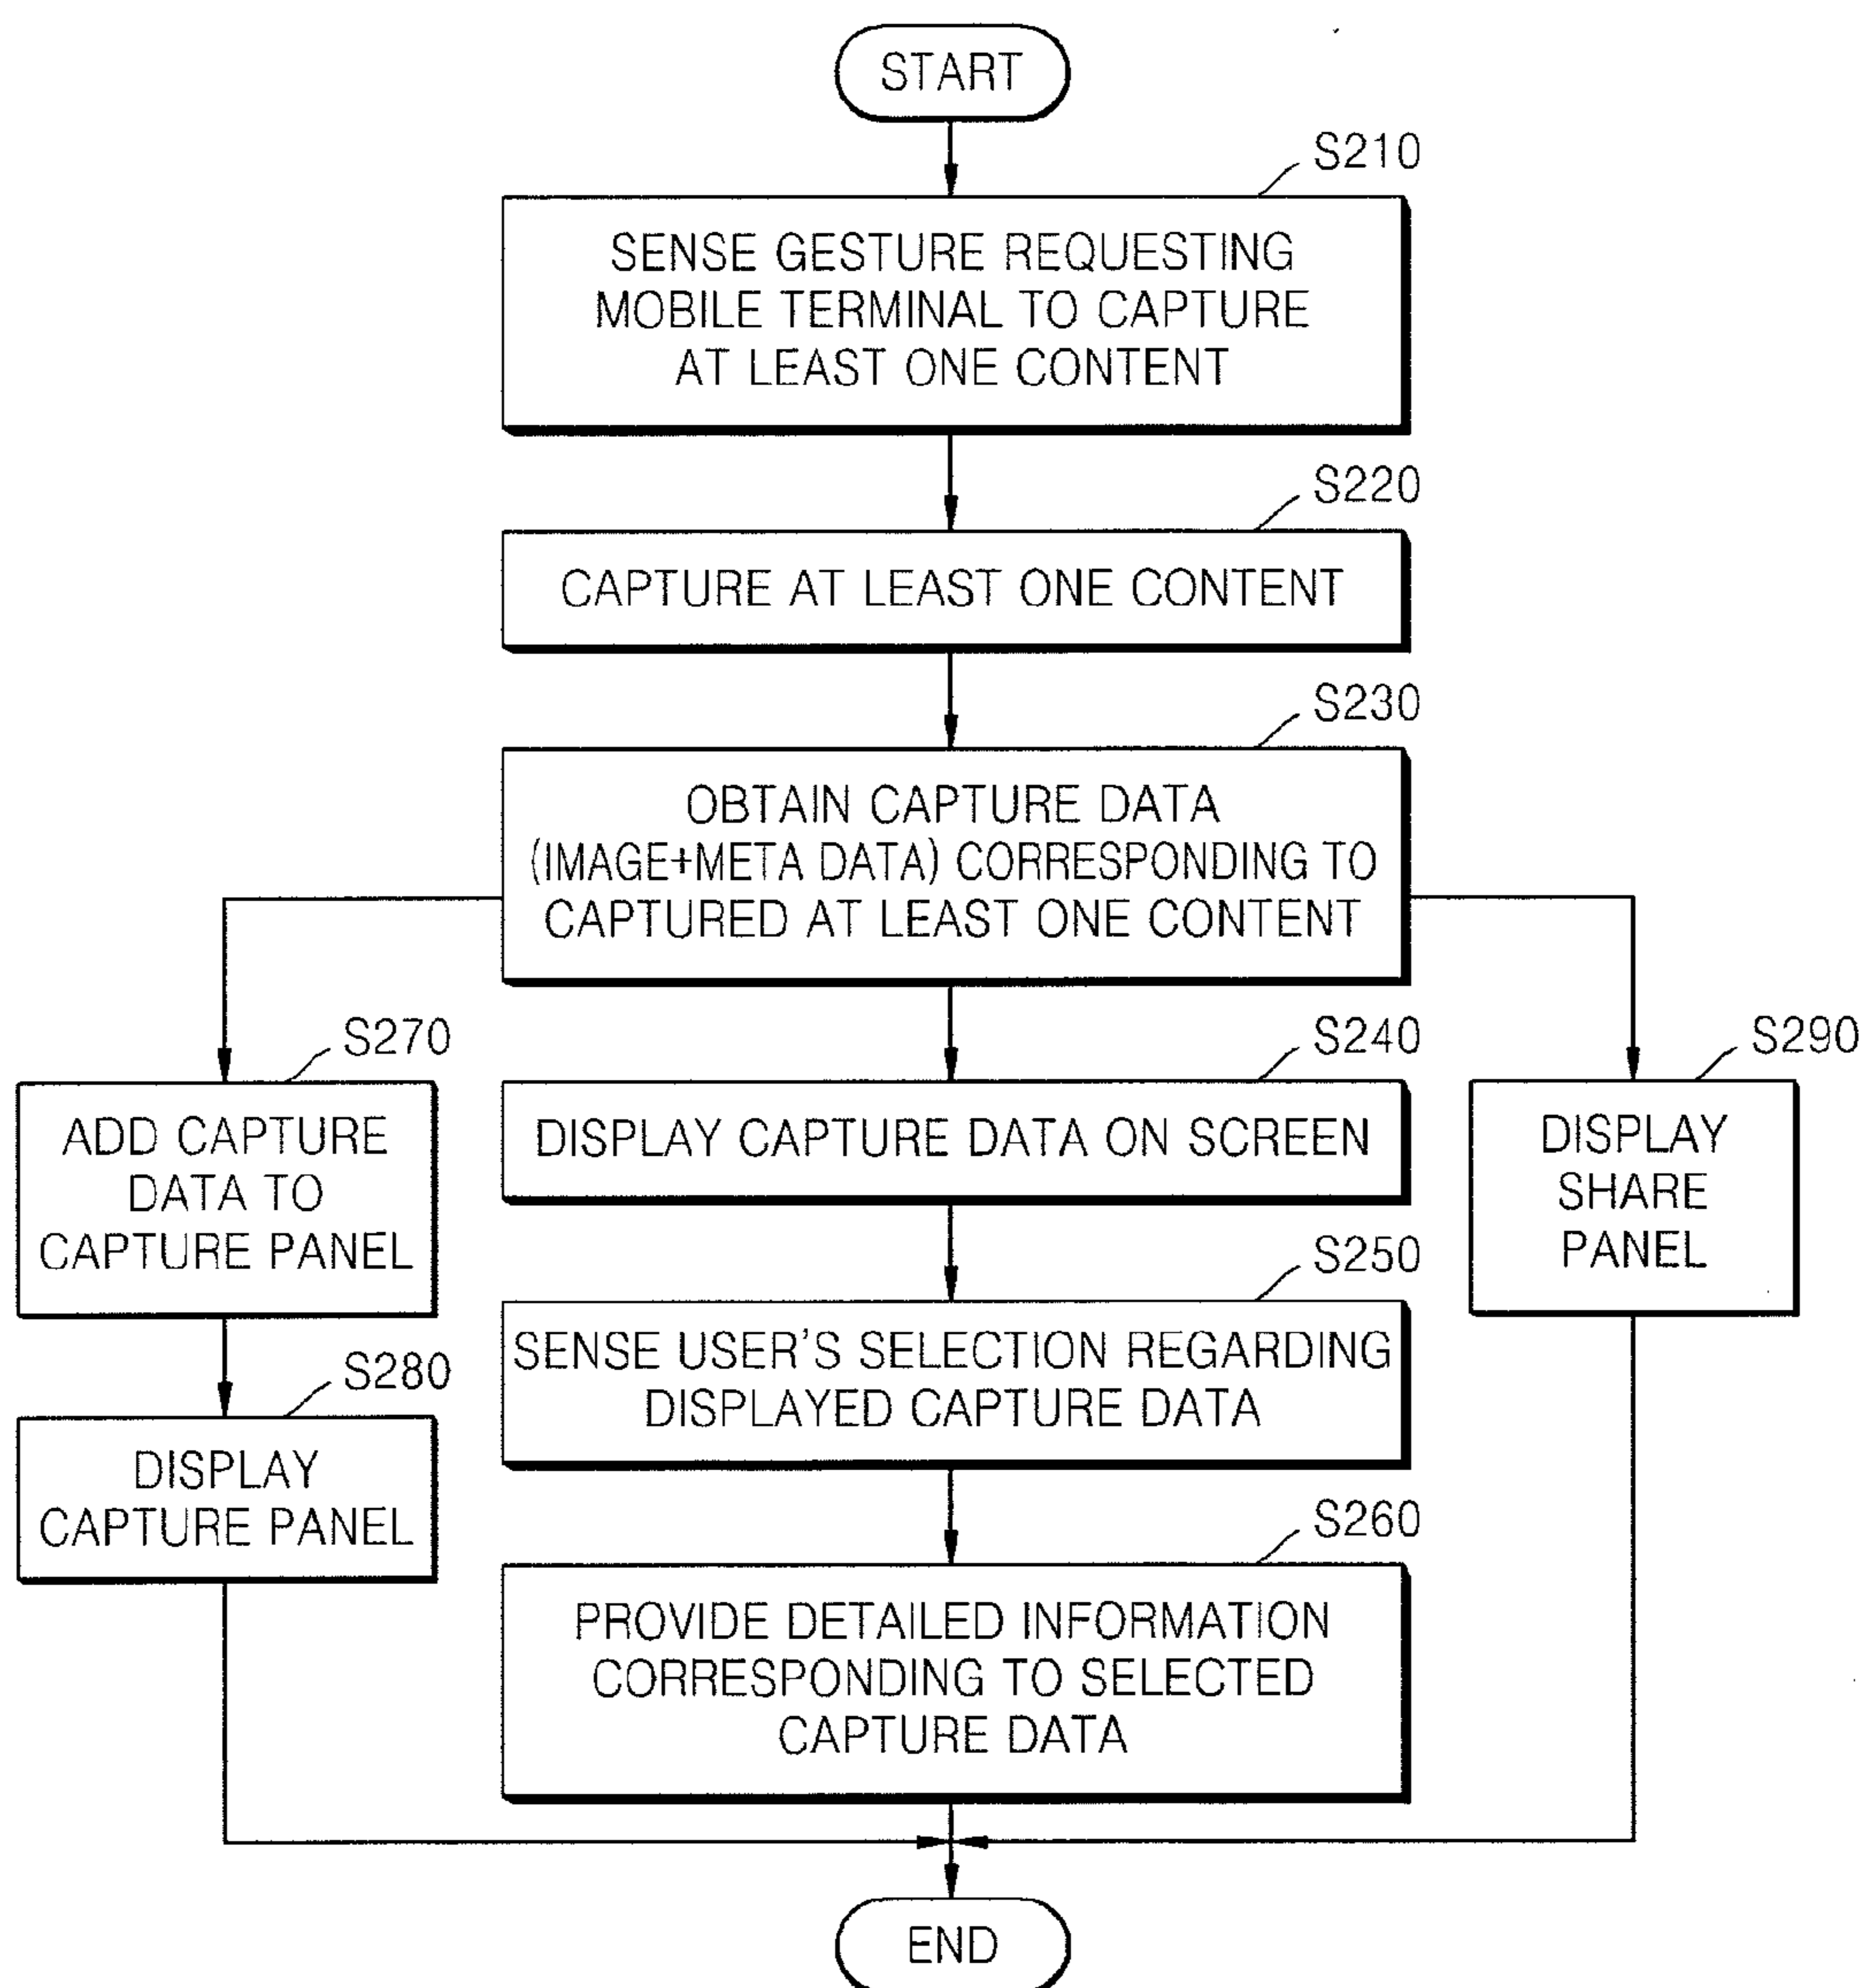 START
S210
SENSE GESTURE REQUESTING
MOBILE TERMINAL TO CAPTURE
AT LEAST ONE CONTENT
S220
CAPTURE AT LEAST ONE CONTENT
S230
OBTAIN CAPTURE DATA
(IMAGE+META DATA) CORRESPONDING TO
CAPTURED AT LEAST ONE CONTENT
S270
ADD CAPTURE
DATA TO
CAPTURE PANEL
S280
DISPLAY
CAPTURE PANEL
S240
DISPLAY CAPTURE DATA ON SCREEN
S250
SENSE USER'S SELECTION REGARDING
DISPLAYED CAPTURE DATA
S260
PROVIDE DETAILED INFORMATION
CORRESPONDING TO SELECTED
CAPTURE DATA
S290
DISPLAY
SHARE
PANEL
END